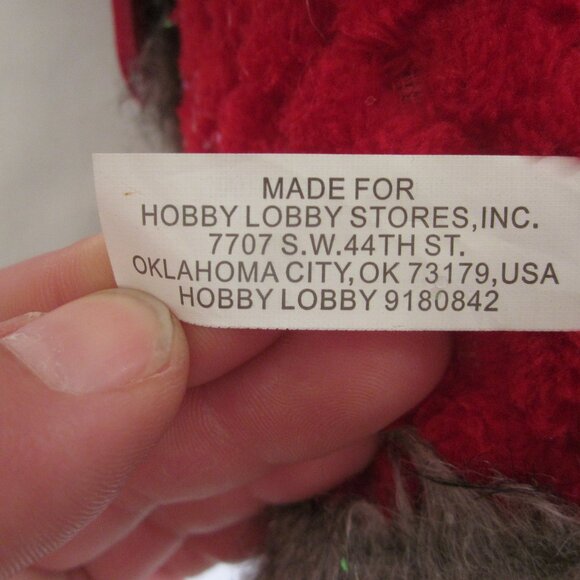 MADE FOR
HOBBY LOBBY STORES,INC.
7707 S.W.44TH ST.
OKLAHOMA CITY,OK 73179,USA
HOBBY LOBBY 9180842